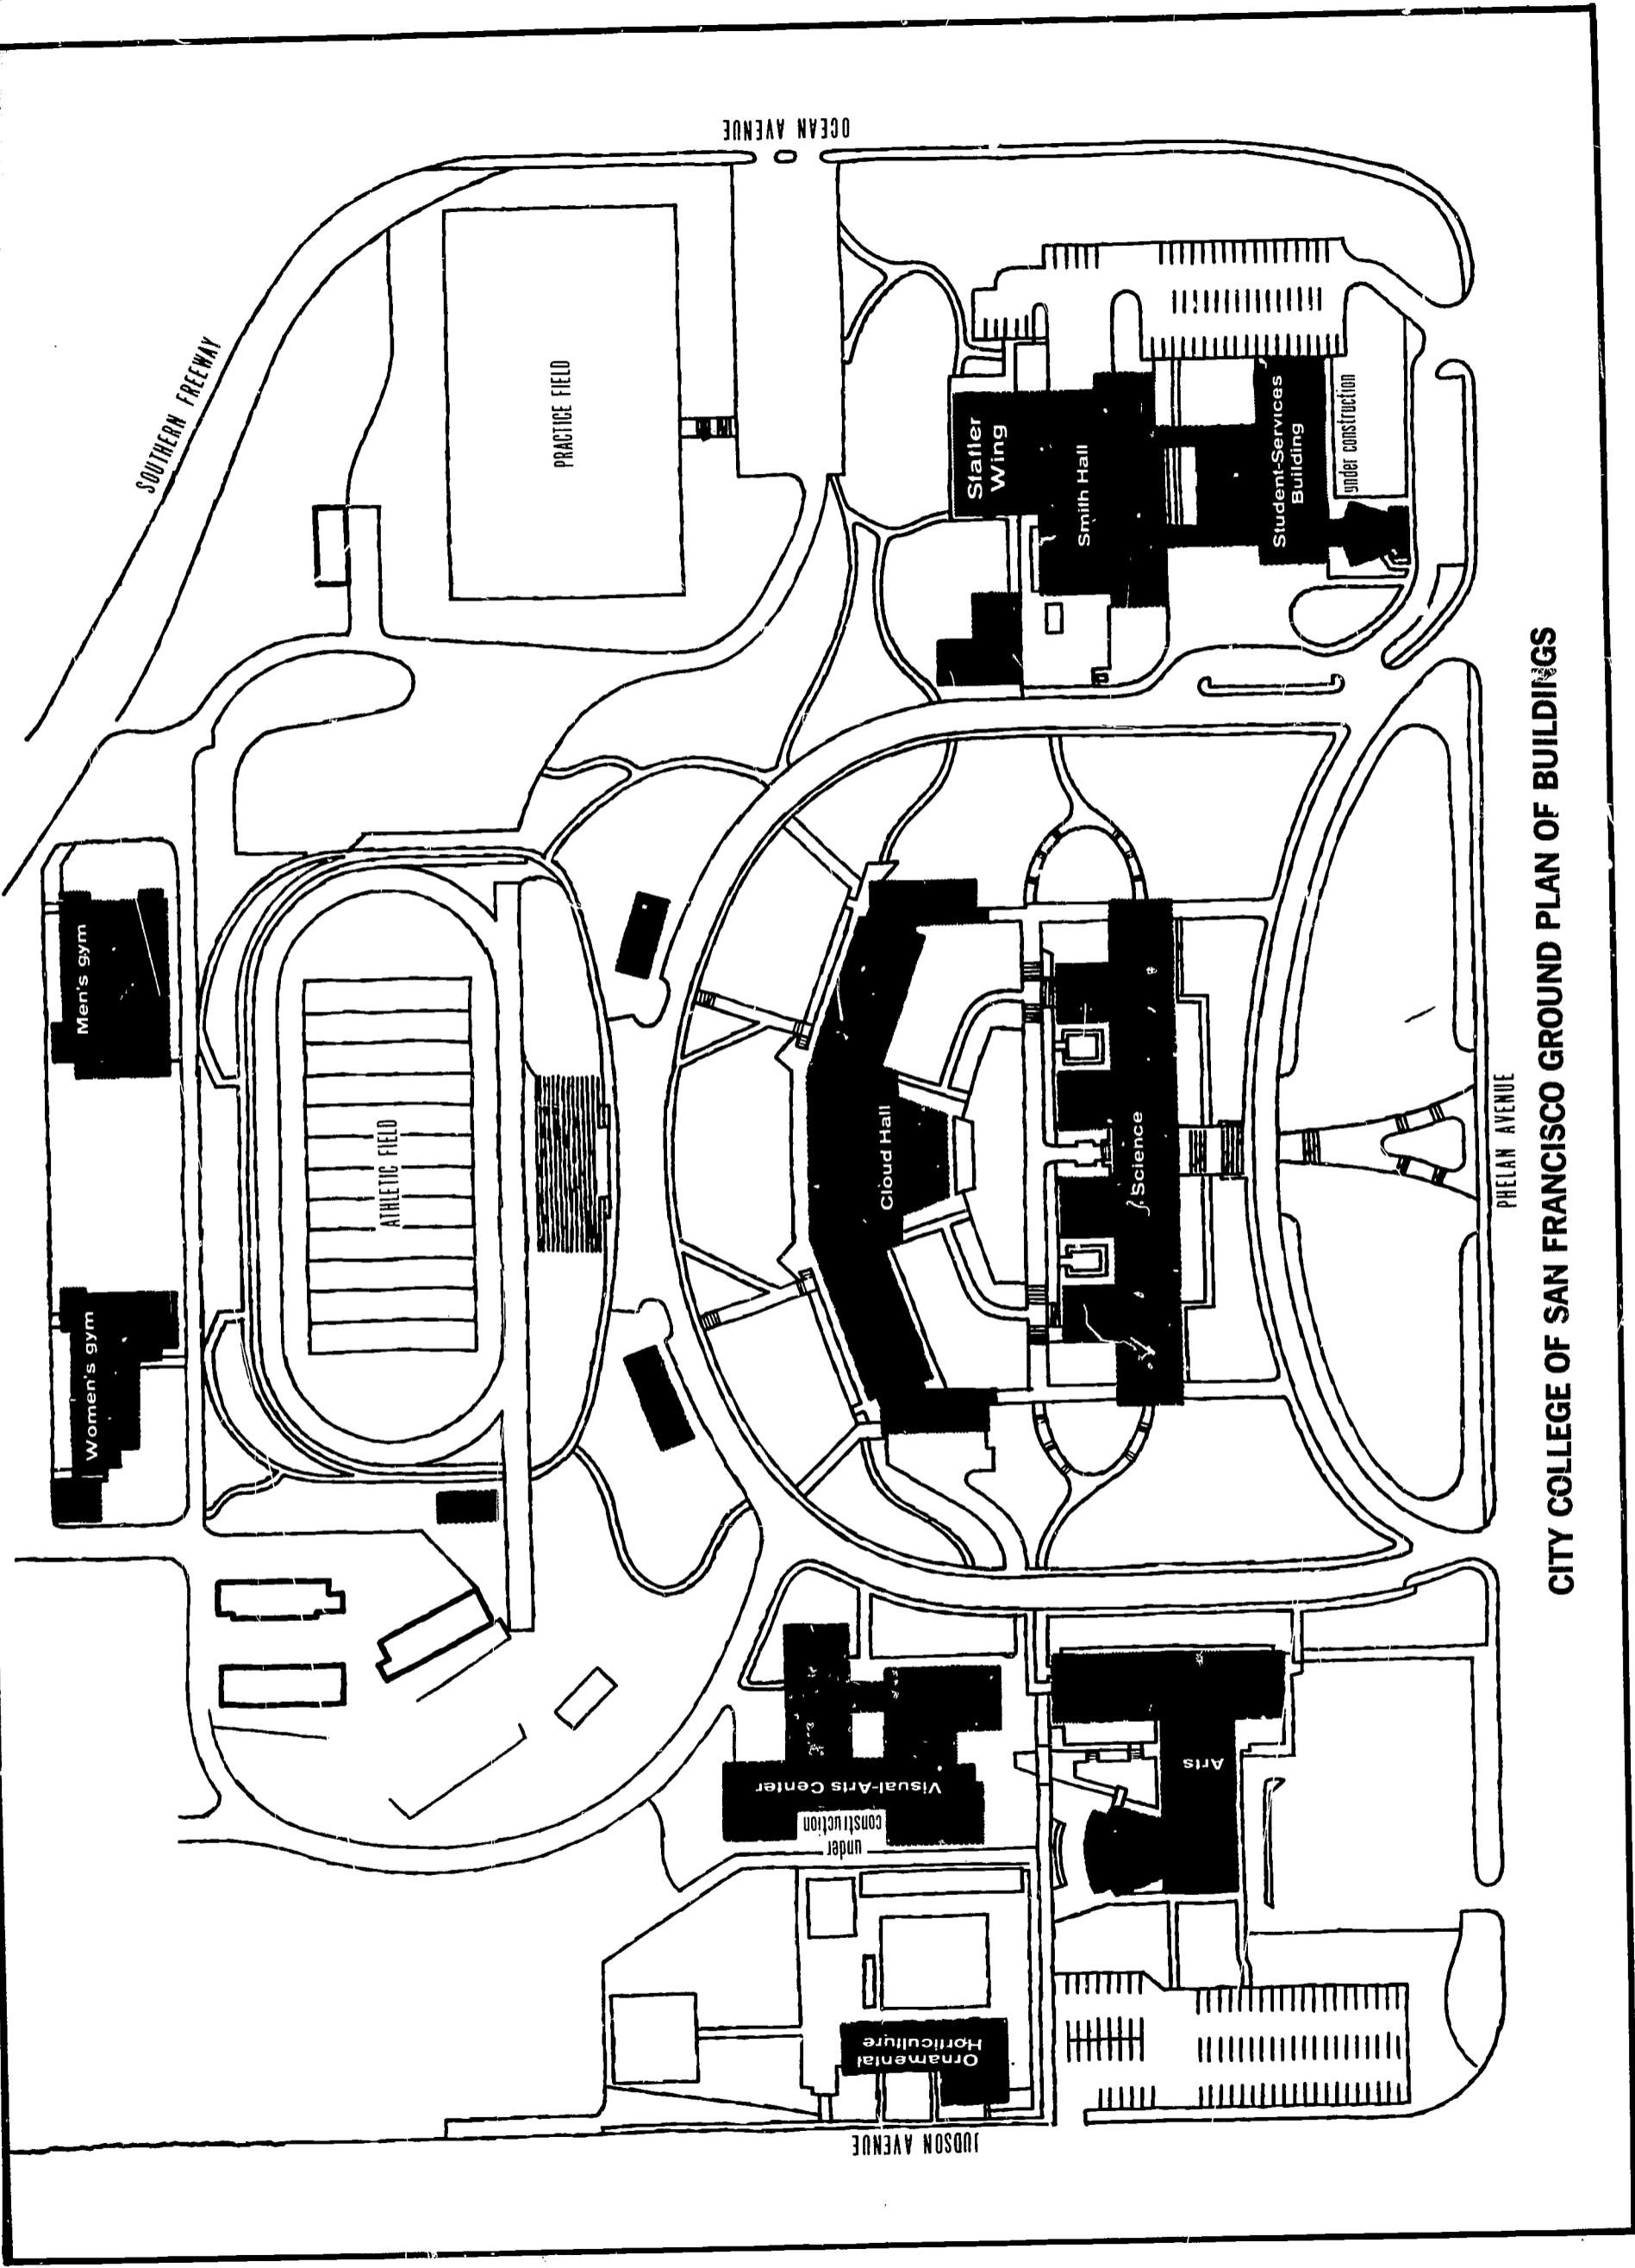 SOUTHERN FREEWAY
OCEAN AVENUE
PRACTICE FIELD
Statler
Wing
Smith Hall
Student-Services
Building
under construction
Men's gym
Women's gym
ATHLETIC FIELD
Cloud Hall
Science
PHELAN AVENUE
Visual-Arts Center
under
construction
Arts
Ornamental
Horticulture
JUDSON AVENUE
CITY COLLEGE OF SAN FRANCISCO GROUND PLAN OF BUILDINGS